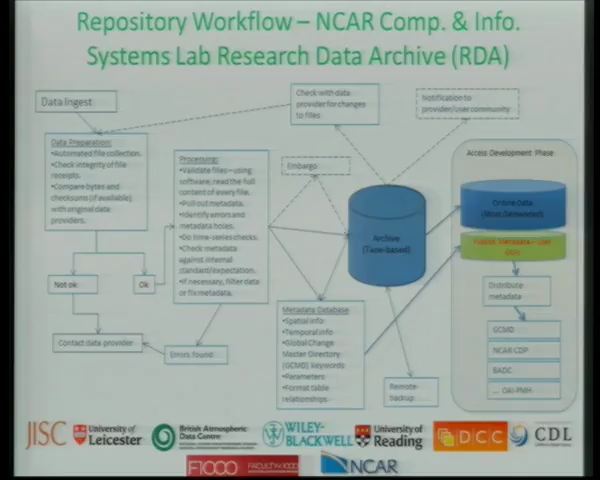 Repository Workflow – NCAR Comp. & Info.
Systems Lab Research Data Archive (RDA)
Data Ingest
Check with data
provider for changes
to files
Notification to
provider/user community
Data Preparation:
•Automated file collection.
•Check integrity of file
receipts.
•Compare bytes and
checksums (if available)
with original data
providers.
Processing:
•Validate files – using
software, read the full
content of every file.
•Pull out metadata.
•Identify errors and
metadata holes.
•Do time-series checks.
•Check metadata
against internal
standard/expectation.
•If necessary, filter data
or fix metadata.
Embargo
Archive
(Tape-based)
Access Development Phase
Online Data
(Most Demanded)
Publish Metadata – User
Distribute
metadata
GCMD
NCAR CDP
BADC
... OAI-PMH
Not ok
Ok
Contact data provider
Errors found
Metadata Database
•Spatial info
•Temporal info
•Global Change
Master Directory
(GCMD) keywords
•Parameters
•Format table
relationships
Remote
backup
JISC
University of
Leicester
British Atmospheric
Data Centre
WILEY-
BLACKWELL
University of
Reading
DCC
CDL
F1000
FACULTY of 1000
NCAR